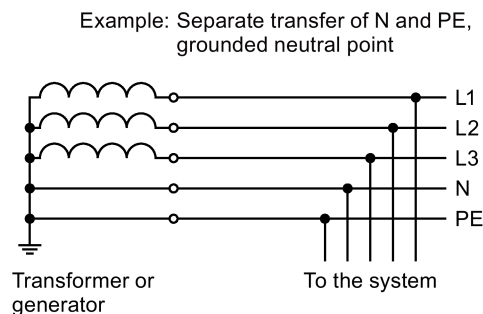 Example: Separate transfer of N and PE,
grounded neutral point
L1
L2
L3
N
PE
Transformer or
generator
To the system